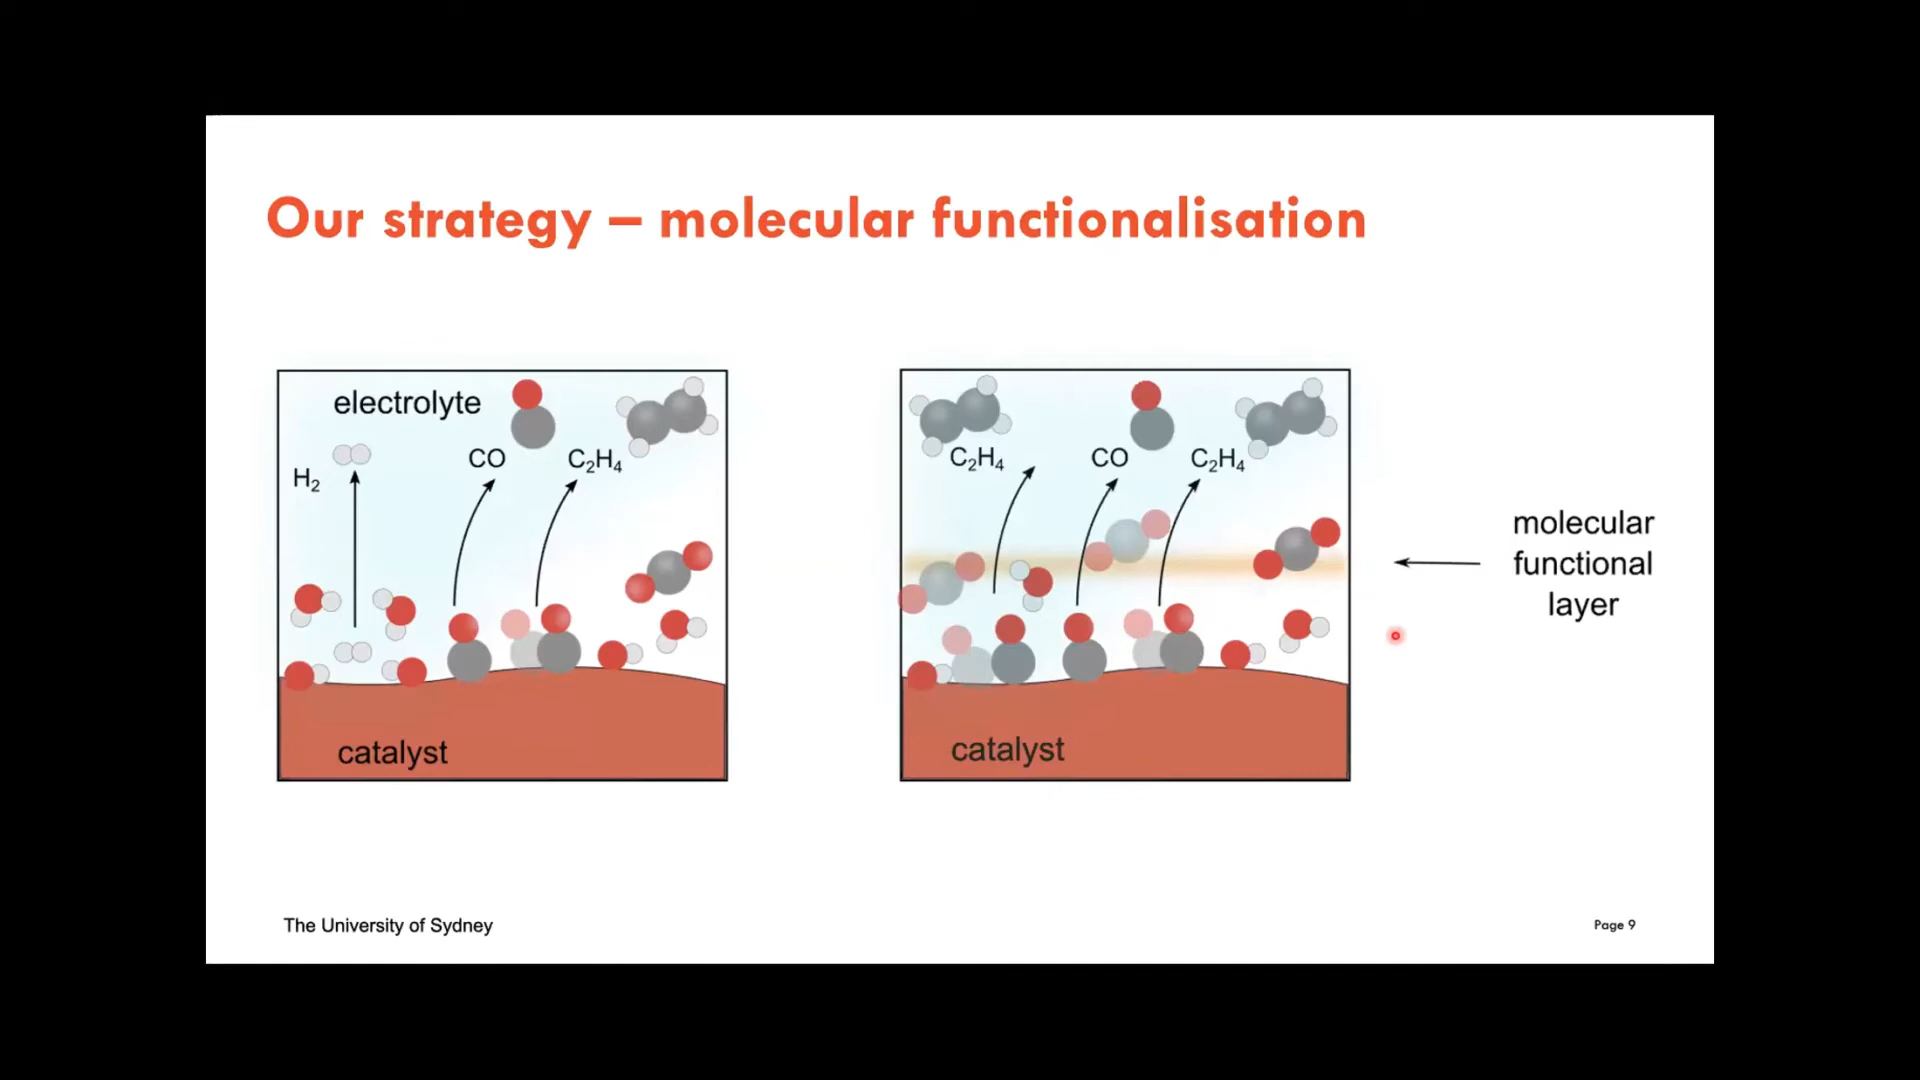 Our strategy – molecular functionalisation
electrolyte
H₂
CO
C₂H₄
catalyst
C₂H₄
CO
C₂H₄
catalyst
molecular
functional
layer
The University of Sydney
Page 9